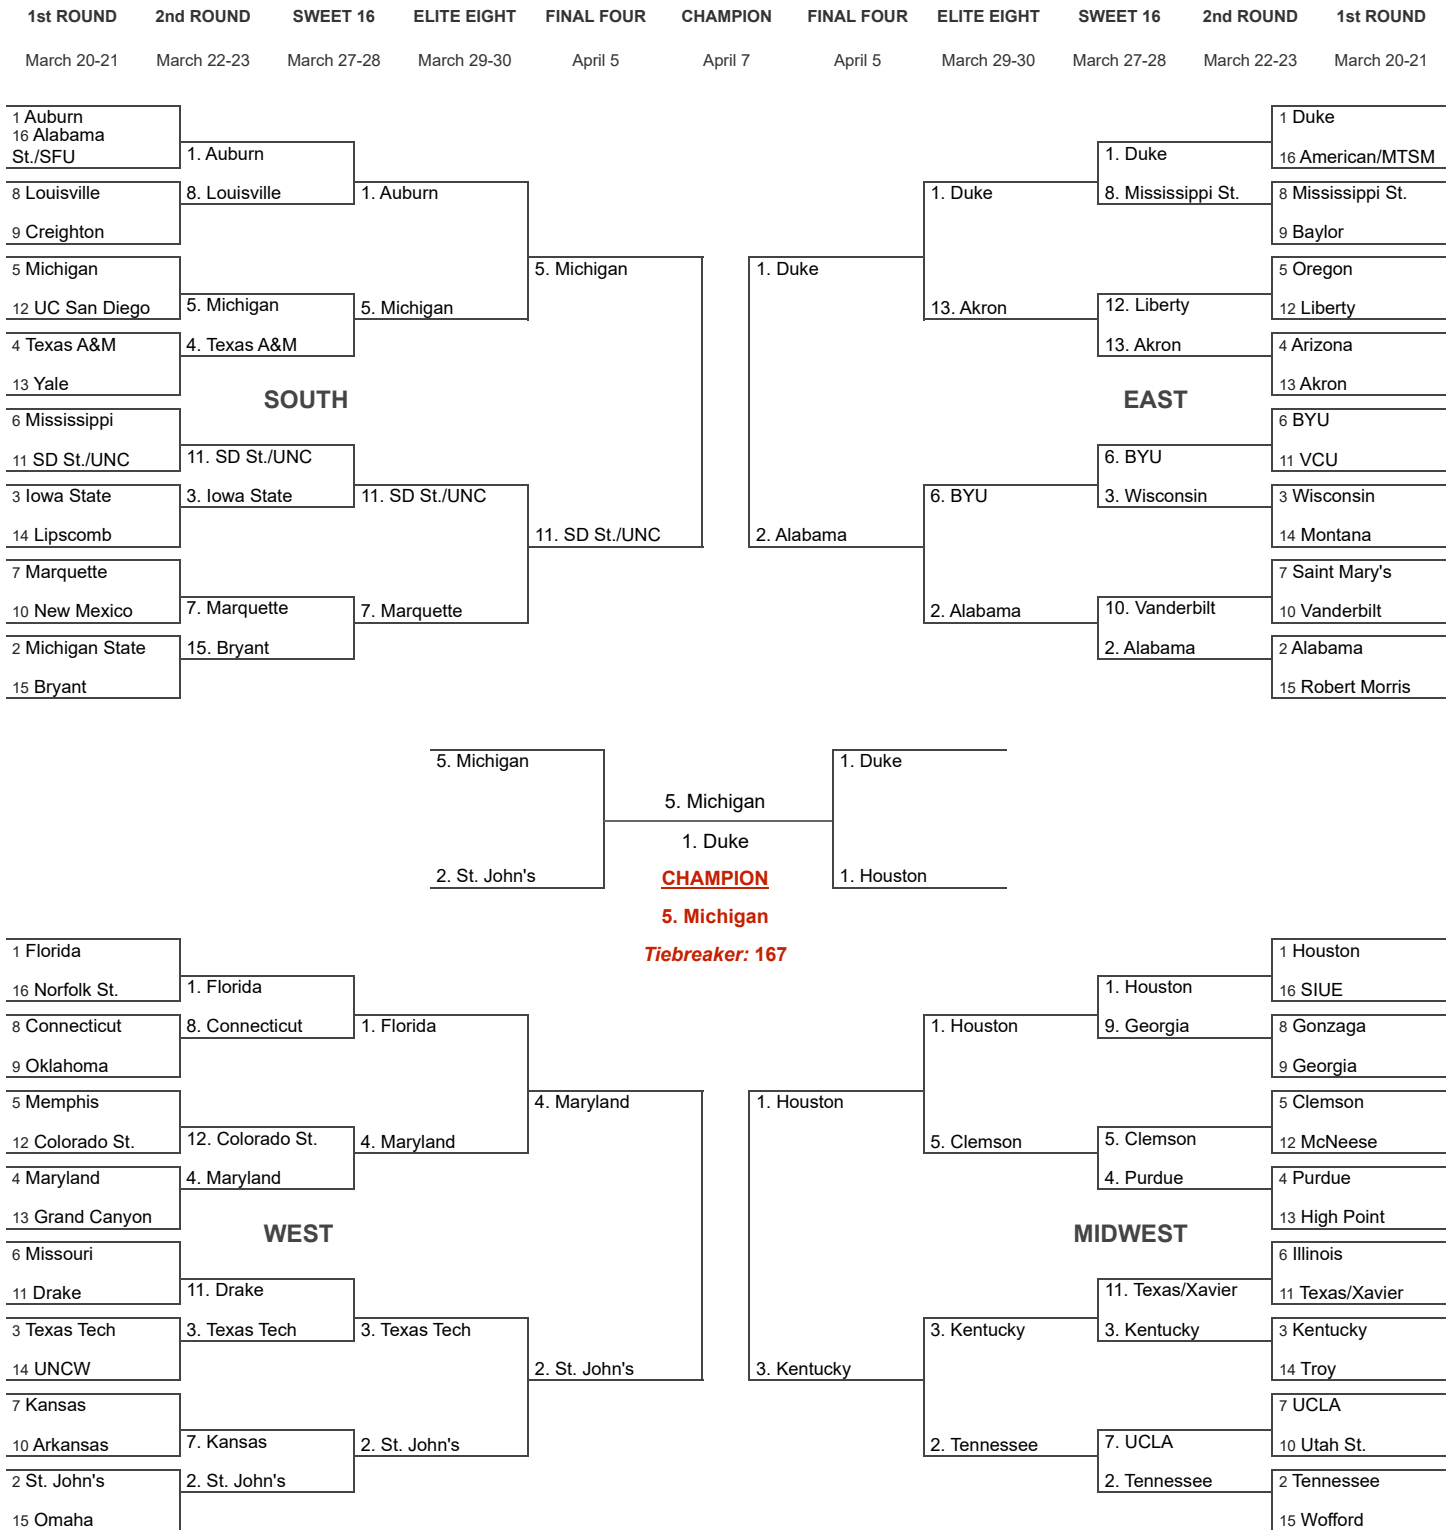 1st ROUND 2nd ROUND SWEET 16 ELITE EIGHT FINAL FOUR CHAMPION FINAL FOUR ELITE EIGHT SWEET 16 2nd ROUND 1st ROUND
March 20-21 March 22-23 March 27-28 March 29-30 April 5 April 7 April 5 March 29-30 March 27-28 March 22-23 March 20-21
1 Auburn
16 Alabama
St./SFU
8 Louisville
9 Creighton
5 Michigan
12 UC San Diego
4 Texas A&M
13 Yale
6 Mississippi
11 SD St./UNC
3 Iowa State
14 Lipscomb
7 Marquette
10 New Mexico
2 Michigan State
15 Bryant
1. Auburn
8. Louisville
5. Michigan
4. Texas A&M
SOUTH
11. SD St./UNC
3. Iowa State
7. Marquette
15. Bryant
1. Auburn
5. Michigan
11. SD St./UNC
7. Marquette
5. Michigan
11. SD St./UNC
1. Duke
2. Alabama
1. Duke
13. Akron
6. BYU
2. Alabama
1. Duke
8. Mississippi St.
12. Liberty
13. Akron
EAST
6. BYU
3. Wisconsin
10. Vanderbilt
2. Alabama
1 Duke
16 American/MTSM
8 Mississippi St.
9 Baylor
5 Oregon
12 Liberty
4 Arizona
13 Akron
6 BYU
11 VCU
3 Wisconsin
14 Montana
7 Saint Mary's
10 Vanderbilt
2 Alabama
15 Robert Morris
5. Michigan
2. St. John's
5. Michigan
1. Duke
CHAMPION
5. Michigan
Tiebreaker: 167
1. Duke
1. Houston
1 Florida
16 Norfolk St.
8 Connecticut
9 Oklahoma
5 Memphis
12 Colorado St.
4 Maryland
13 Grand Canyon
6 Missouri
11 Drake
3 Texas Tech
14 UNCW
7 Kansas
10 Arkansas
2 St. John's
15 Omaha
1. Florida
8. Connecticut
12. Colorado St.
4. Maryland
WEST
11. Drake
3. Texas Tech
7. Kansas
2. St. John's
1. Florida
4. Maryland
3. Texas Tech
2. St. John's
4. Maryland
2. St. John's
1. Houston
3. Kentucky
1. Houston
5. Clemson
3. Kentucky
2. Tennessee
1. Houston
9. Georgia
5. Clemson
4. Purdue
MIDWEST
11. Texas/Xavier
3. Kentucky
7. UCLA
2. Tennessee
1 Houston
16 SIUE
8 Gonzaga
9 Georgia
5 Clemson
12 McNeese
4 Purdue
13 High Point
6 Illinois
11 Texas/Xavier
3 Kentucky
14 Troy
7 UCLA
10 Utah St.
2 Tennessee
15 Wofford